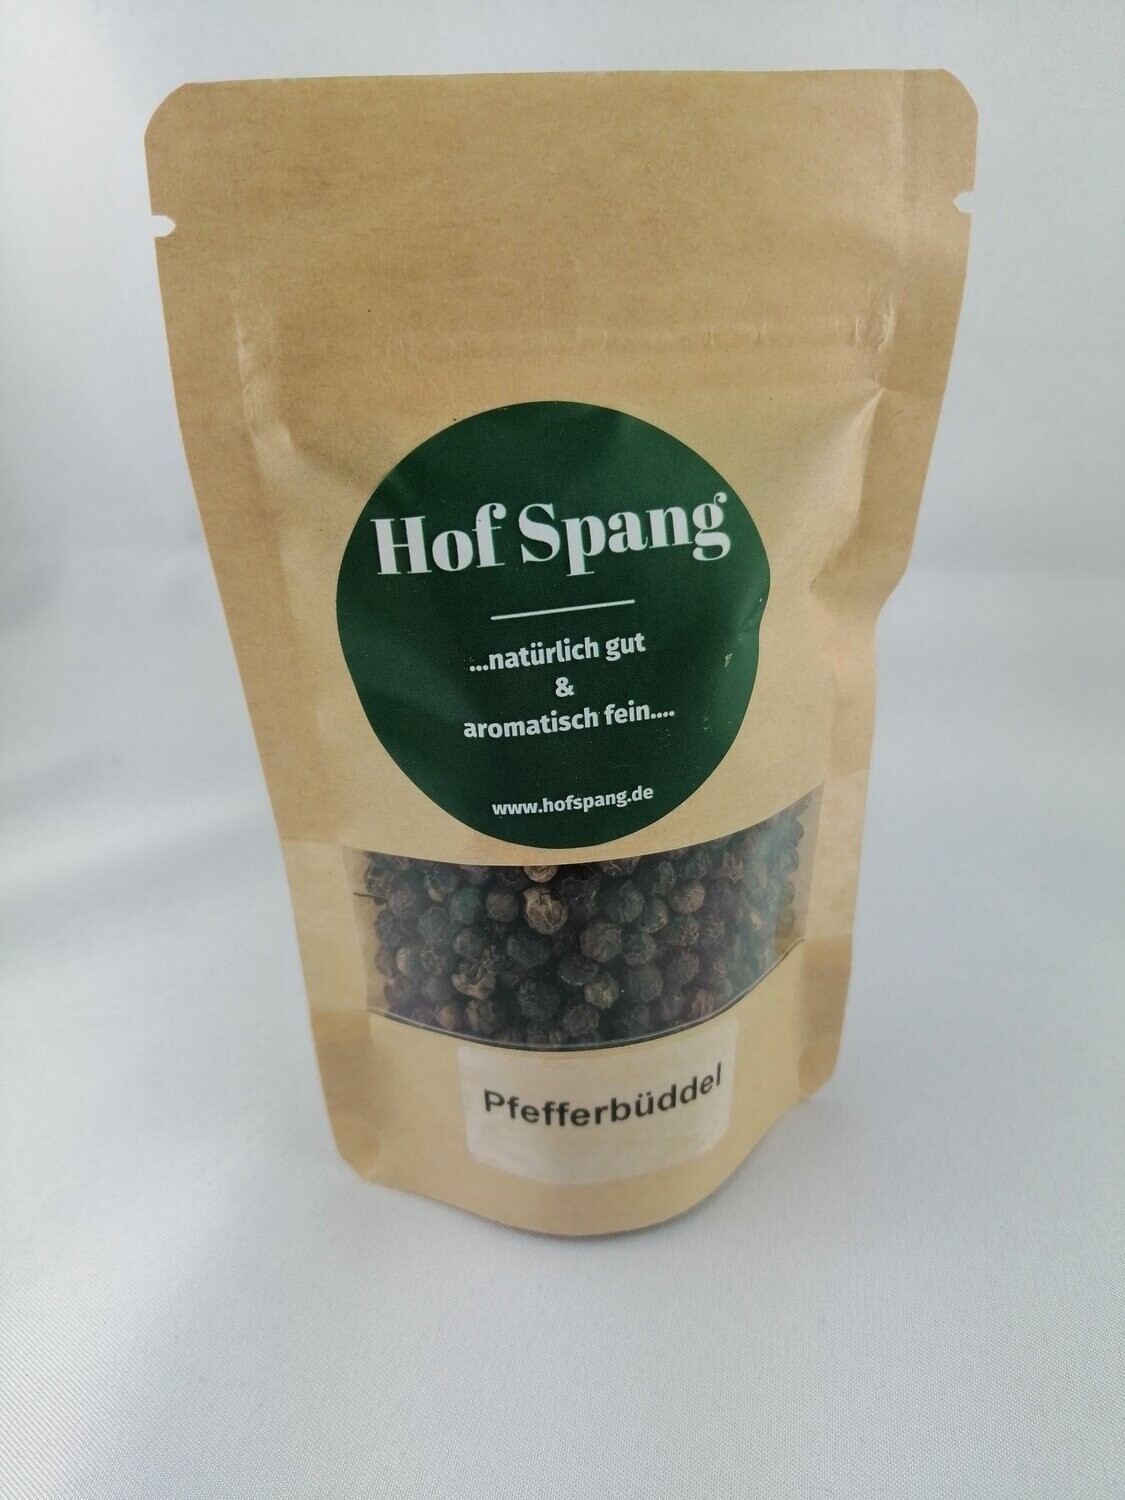 Hof Spang
...natürlich gut
&
aromatisch fein....
www.hofspang.de
Pfefferbüddel